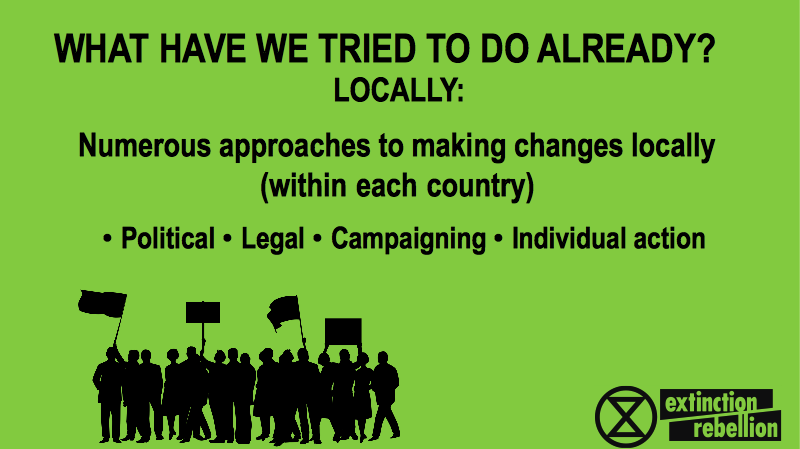 WHAT HAVE WE TRIED TO DO ALREADY?
LOCALLY:
Numerous approaches to making changes locally
(within each country)
• Political • Legal • Campaigning • Individual action
extinction
rebellion